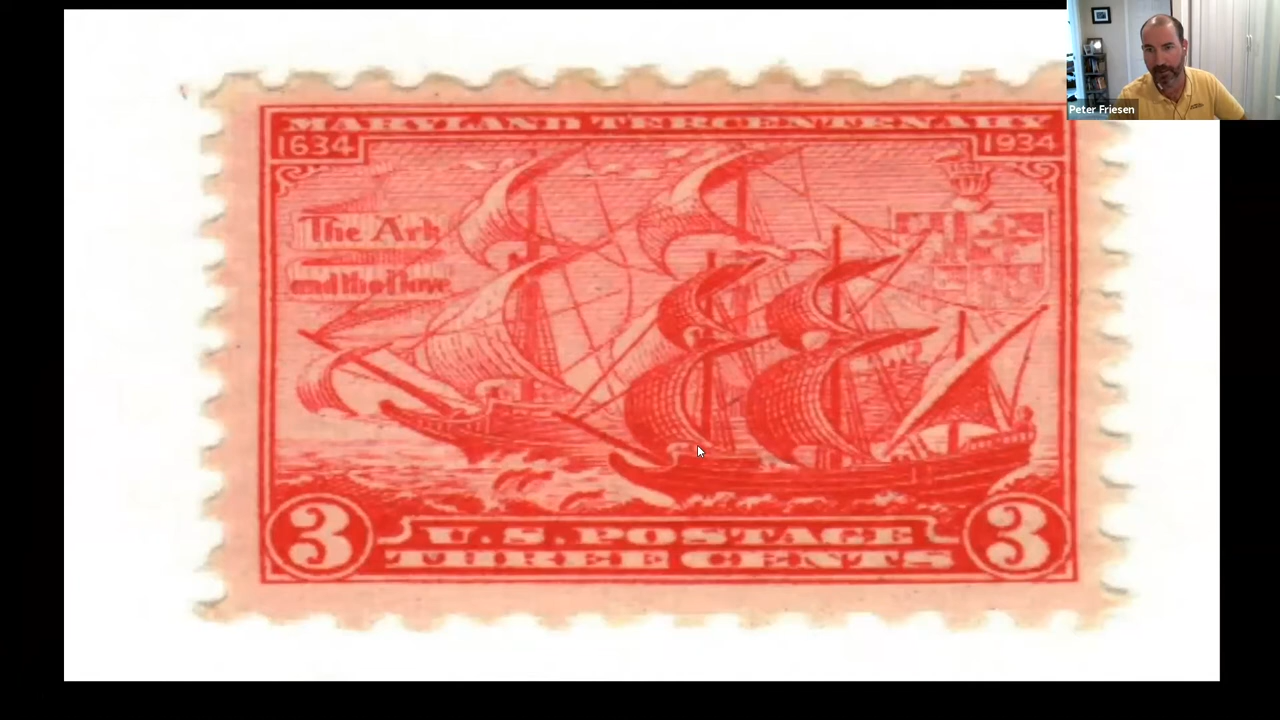 MARYLAND TERCENTENARY
1634
1934
The Ark
and the Dove
3
U.S. POSTAGE
THREE CENTS
3
Peter Friesen